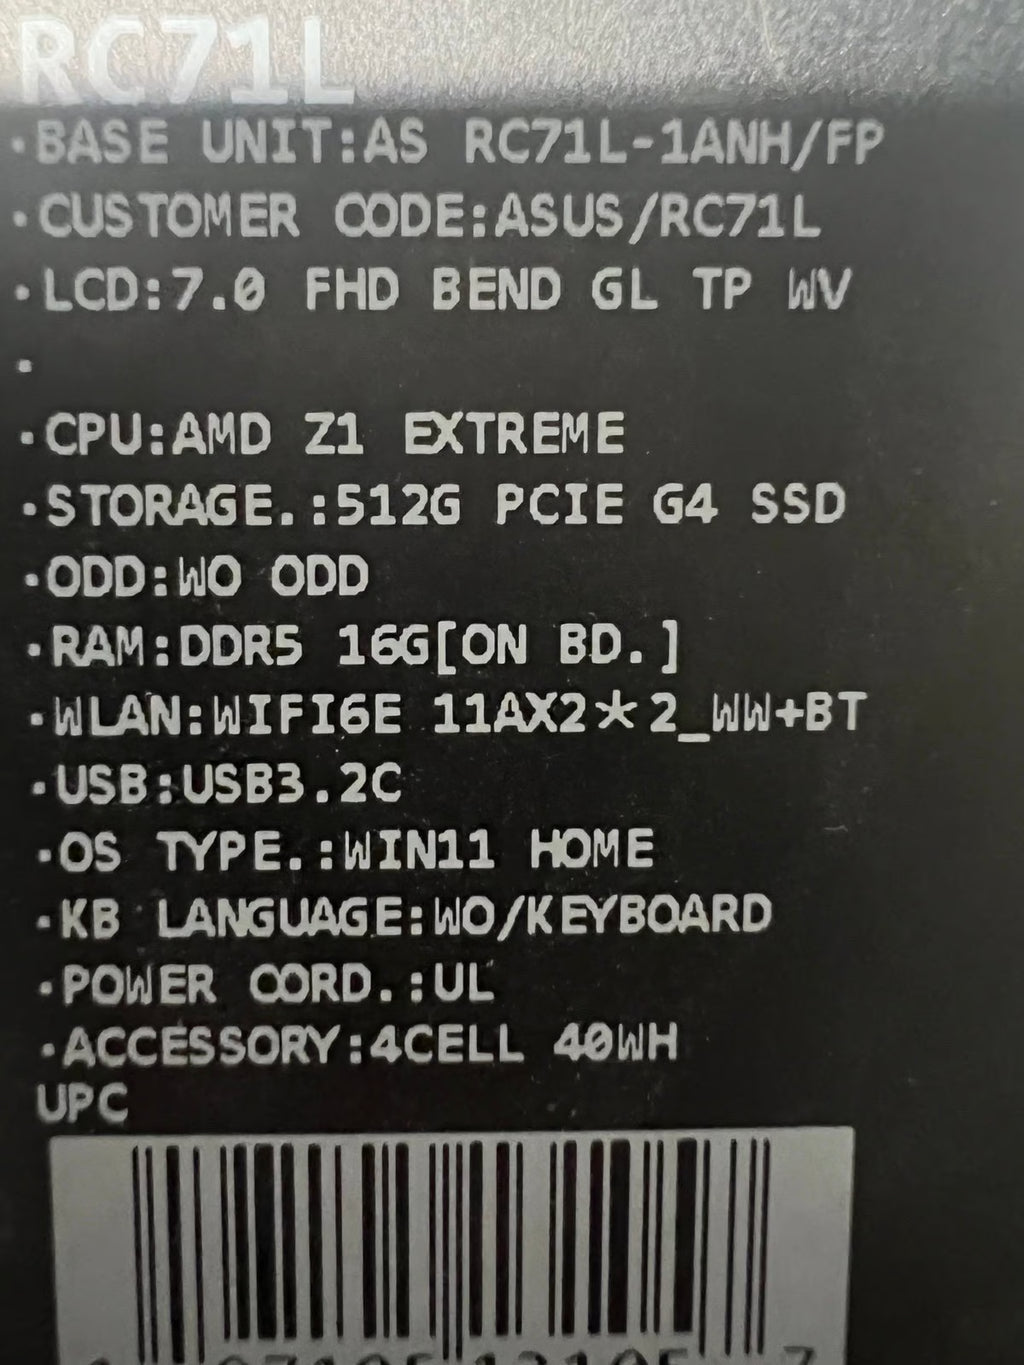 RC71L
·BASE UNIT:AS RC71L-1ANH/FP
·CUSTOMER CODE:ASUS/RC71L
·LCD:7.0 FHD BEND GL TP WV
·
·CPU:AMD Z1 EXTREME
·STORAGE.:512G PCIE G4 SSD
·ODD:WO ODD
·RAM:DDR5 16G[ON BD.]
·WLAN:WIFI6E 11AX2*2_WW+BT
·USB:USB3.2C
·OS TYPE.:WIN11 HOME
·KB LANGUAGE:WO/KEYBOARD
·POWER CORD.:UL
·ACCESSORY:4CELL 40WH
UPC